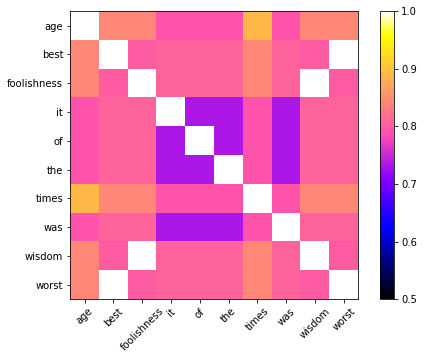 age
best
foolishness
it
of
the
times
was
wisdom
worst
age
best
foolishness
it
of
the
times
was
wisdom
worst
1.0
0.9
0.8
0.7
0.6
0.5